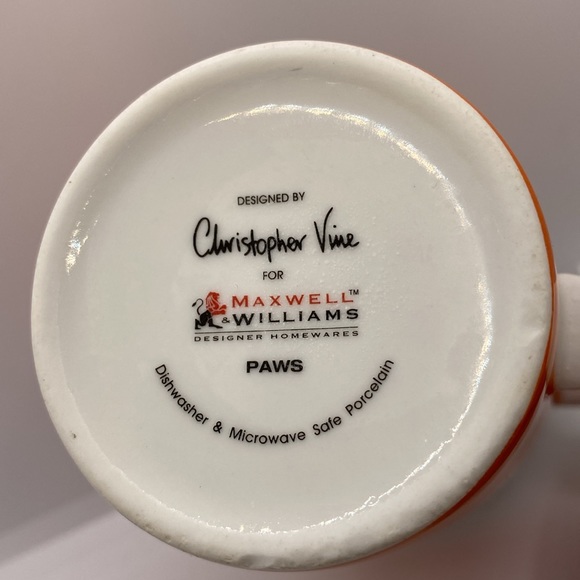 DESIGNED BY
Christopher Vine
FOR
MAXWELL™
& WILLIAMS
DESIGNER HOMEWARES
PAWS
Dishwasher & Microwave Safe Porcelain